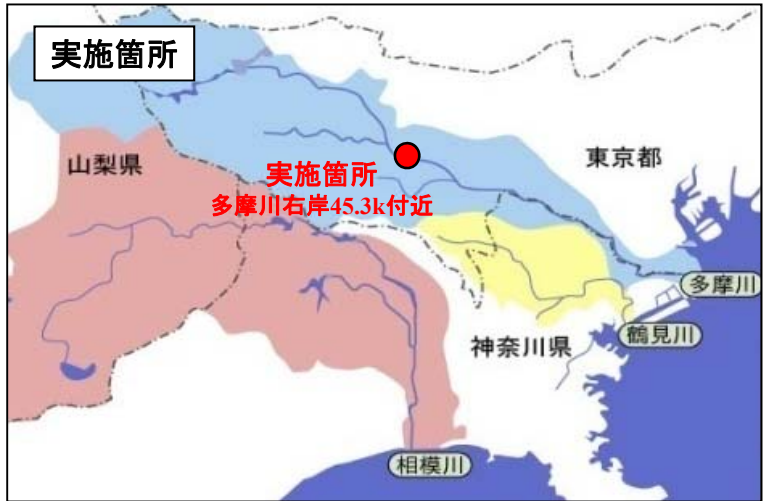 実施箇所
山梨県
東京都
実施箇所
多摩川右岸45.3k付近
多摩川
鶴見川
神奈川県
相模川